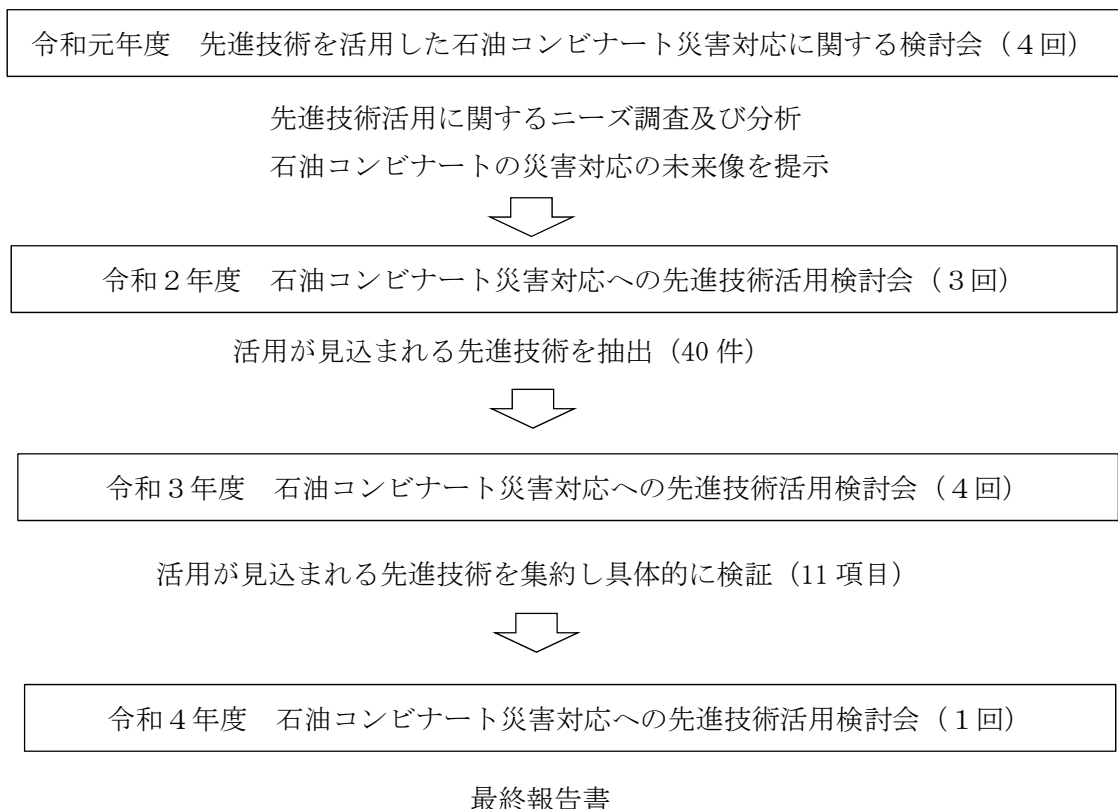 令和元年度　先進技術を活用した石油コンビナート災害対応に関する検討会（４回）
先進技術活用に関するニーズ調査及び分析
石油コンビナートの災害対応の未来像を提示
令和２年度　石油コンビナート災害対応への先進技術活用検討会（３回）
活用が見込まれる先進技術を抽出（40 件）
令和３年度　石油コンビナート災害対応への先進技術活用検討会（４回）
活用が見込まれる先進技術を集約し具体的に検証（11 項目）
令和４年度　石油コンビナート災害対応への先進技術活用検討会（１回）
最終報告書